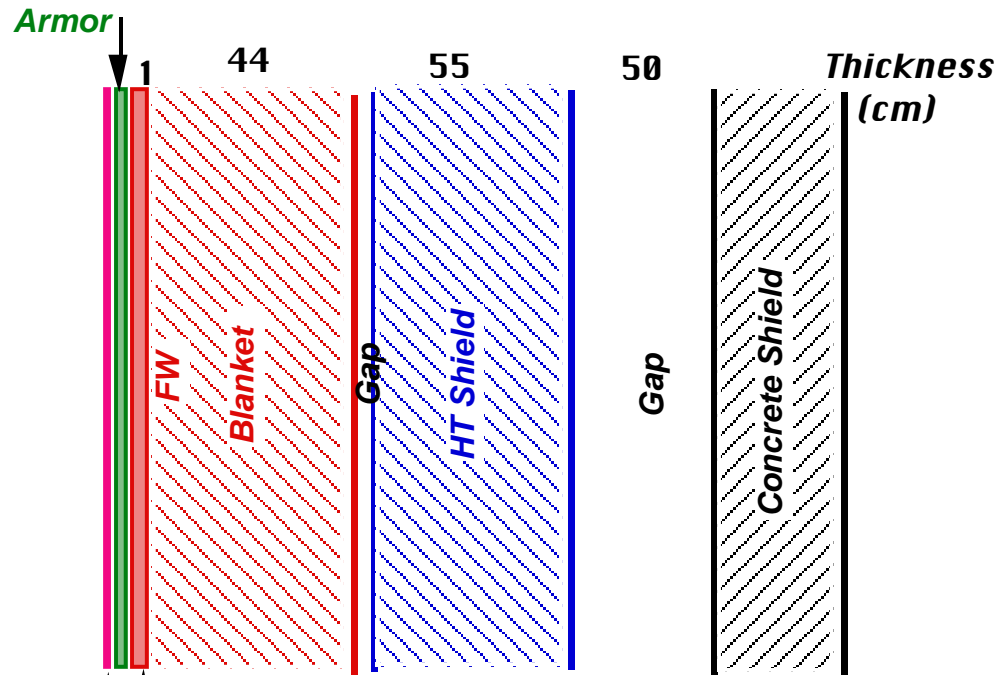 Armor
1
44
55
50
Thickness
(cm)
FW
Blanket
Gap
HT Shield
Gap
Concrete Shield